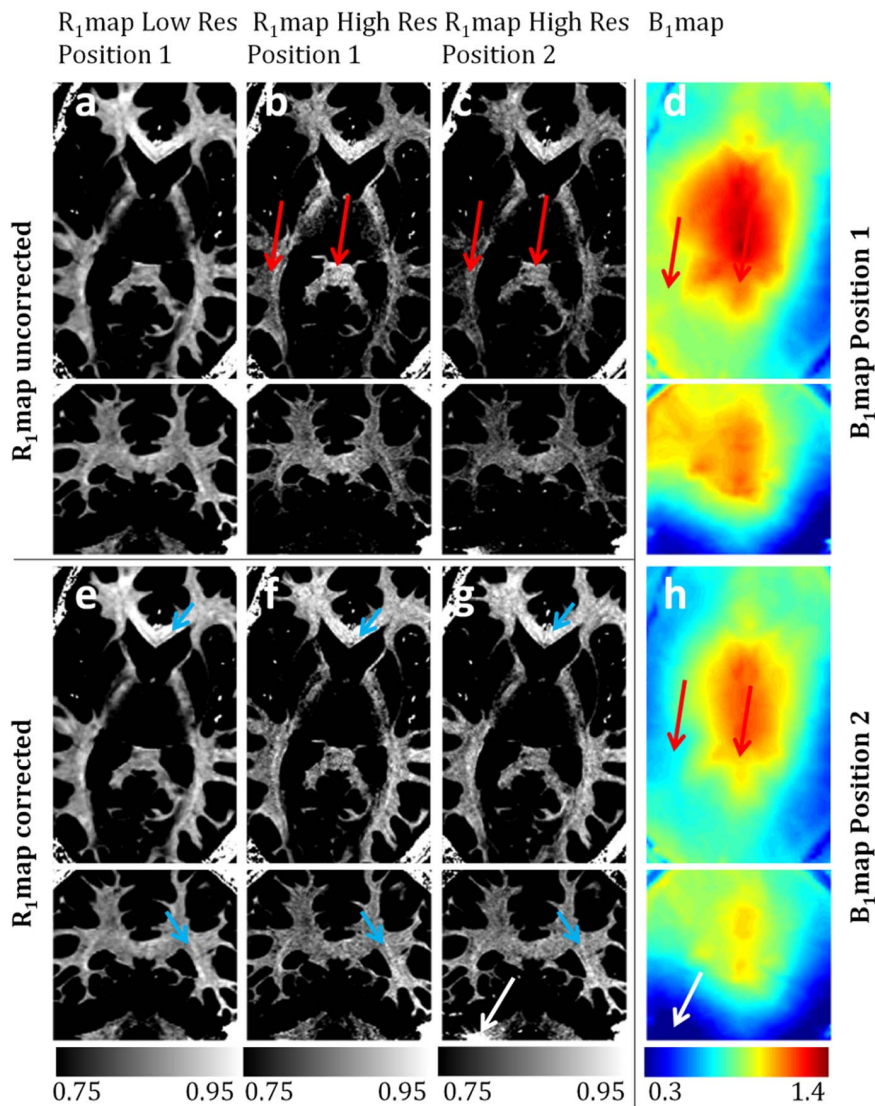 R₁map Low Res
Position 1
R₁map High Res
Position 1
R₁map High Res
Position 2
B₁map
a
b
c
d
R₁map uncorrected
B₁map Position 1
e
f
g
h
R₁map corrected
B₁map Position 2
0.75 0.95
0.75 0.95
0.75 0.95
0.3 1.4